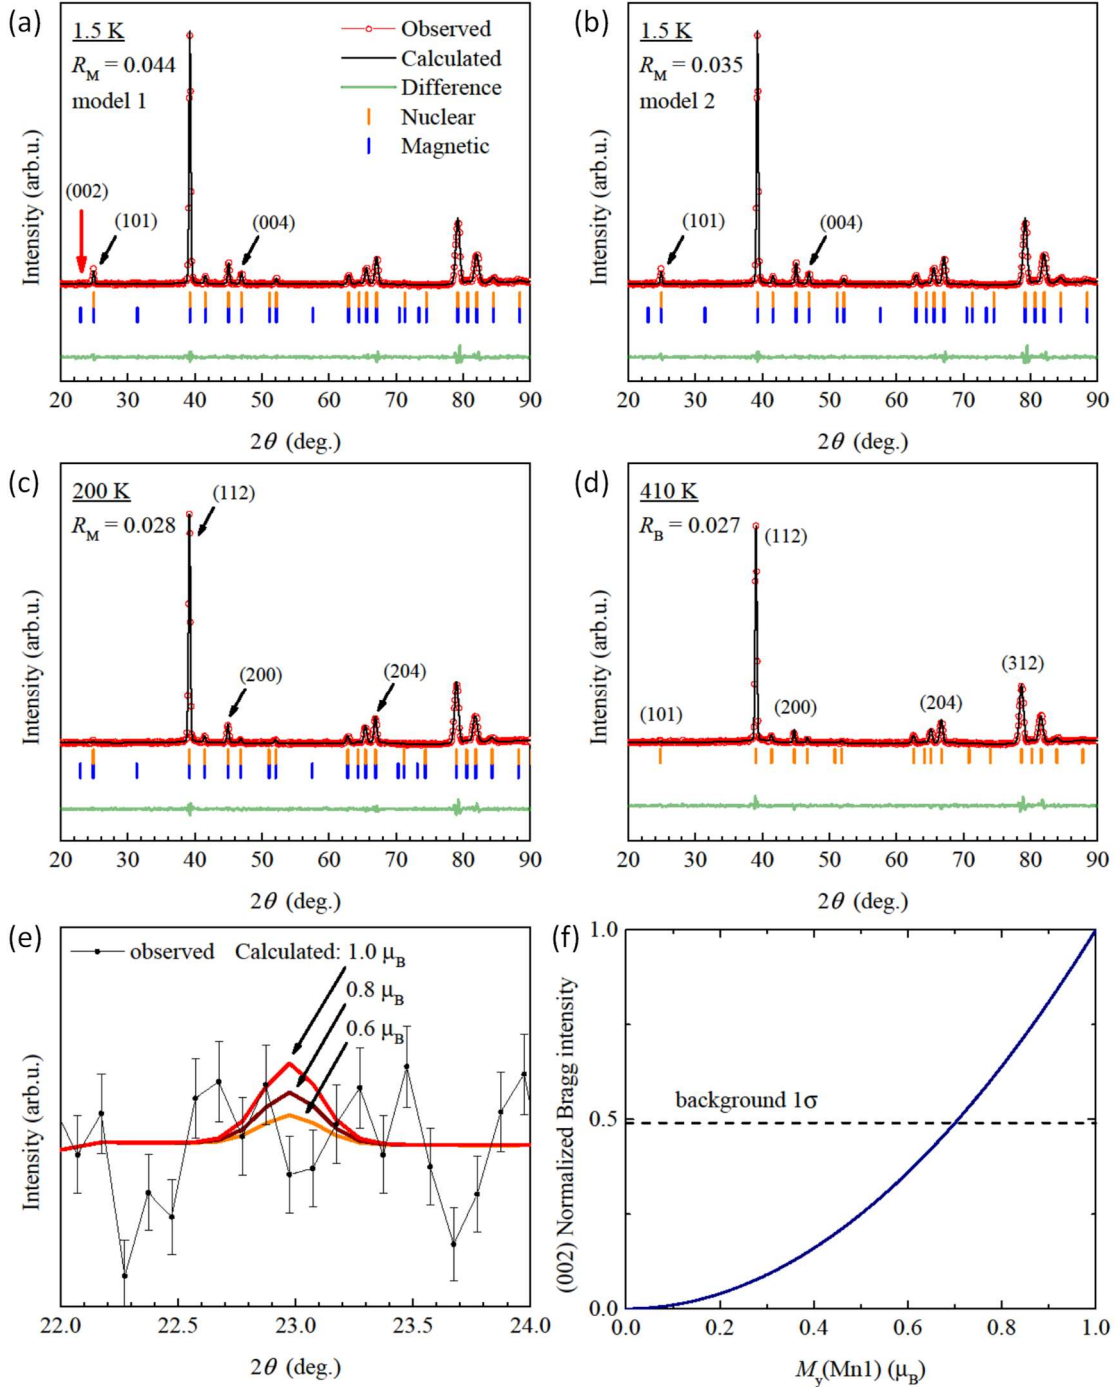 (a)
1.5 K
R_M = 0.044
model 1
Observed
Calculated
Difference
Nuclear
Magnetic
(002)
(101)
(004)
Intensity (arb.u.)
20 30 40 50 60 70 80 90
2θ (deg.)
(b)
1.5 K
R_M = 0.035
model 2
(101)
(004)
Intensity (arb.u.)
20 30 40 50 60 70 80 90
2θ (deg.)
(c)
200 K
R_M = 0.028
(112)
(200)
(204)
Intensity (arb.u.)
20 30 40 50 60 70 80 90
2θ (deg.)
(d)
410 K
R_B = 0.027
(112)
(101)
(200)
(204)
(312)
Intensity (arb.u.)
20 30 40 50 60 70 80 90
2θ (deg.)
(e)
observed Calculated: 1.0 μ_B
0.8 μ_B
0.6 μ_B
Intensity (arb.u.)
22.0 22.5 23.0 23.5 24.0
2θ (deg.)
(f)
1.0
0.5
0.0
background 1σ
(002) Normalized Bragg intensity
0.0 0.2 0.4 0.6 0.8 1.0
M_y(Mn1) (μ_B)